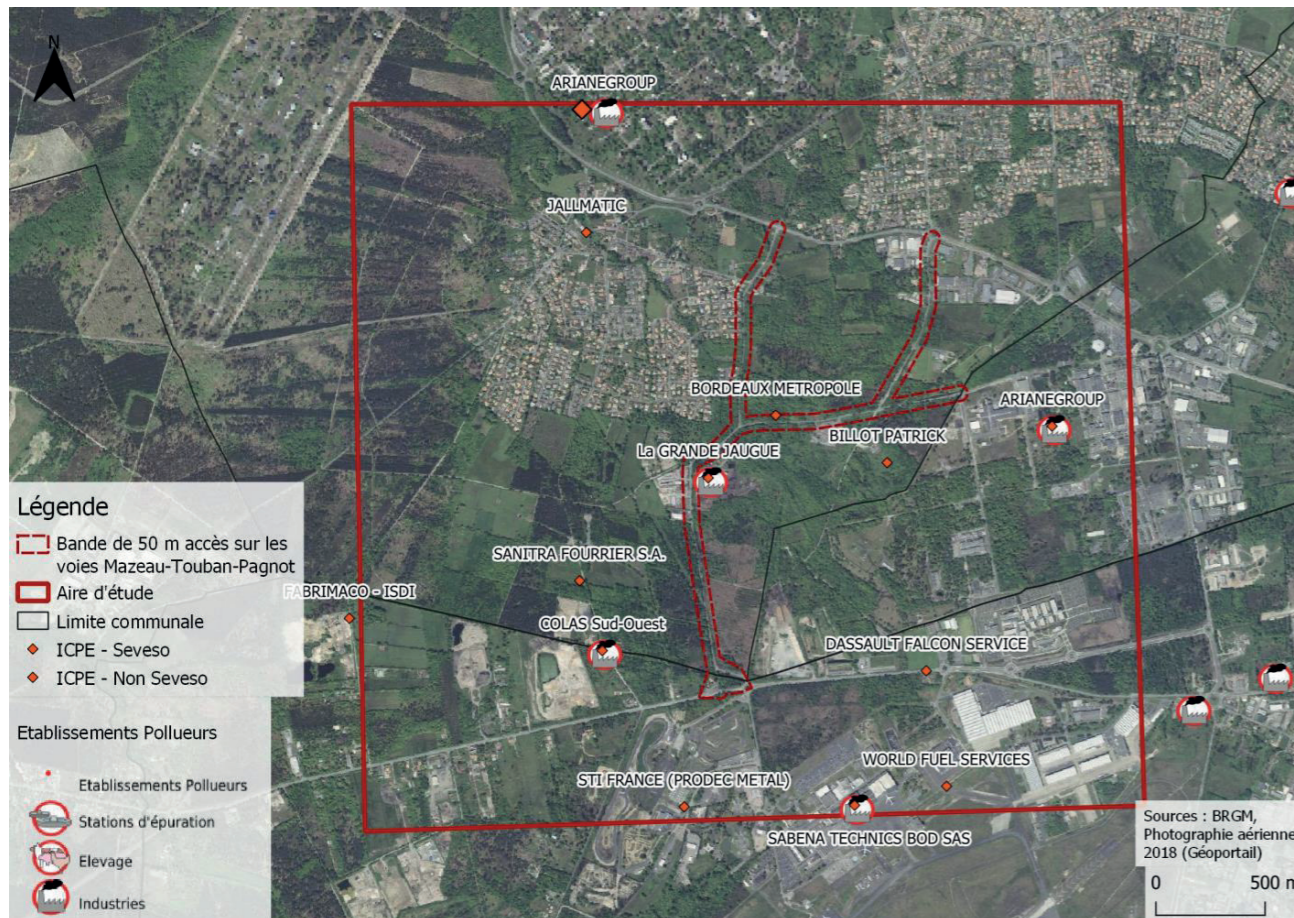 N
ARIANEGROUP
JALLMATIC
BORDEAUX METROPOLE
ARIANEGROUP
BILLOT PATRICK
La GRANDE JAUGUE
SANITRA FOURRIER S.A.
FABRIMACO - ISDI
COLAS Sud-Ouest
DASSAULT FALCON SERVICE
WORLD FUEL SERVICES
STI FRANCE (PRODEC METAL)
SABENA TECHNICS BOD SAS
Légende
Bande de 50 m accès sur les
voies Mazeau-Touban-Pagnot
Aire d'étude
Limite communale
ICPE - Seveso
ICPE - Non Seveso
Etablissements Pollueurs
Etablissements Pollueurs
Stations d'épuration
Elevage
Industries
Sources : BRGM,
Photographie aérienne
2018 (Géoportail)
0 500 m